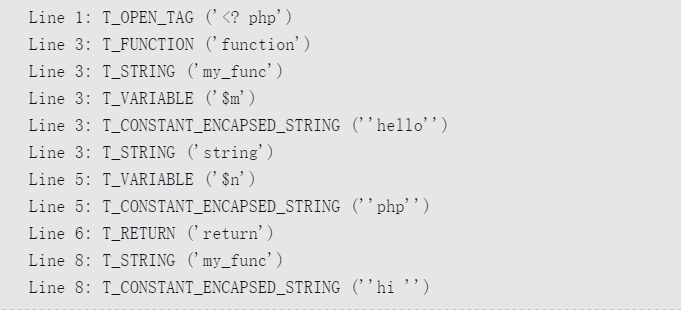 Line 1: T_OPEN_TAG ('<? php')
Line 3: T_FUNCTION ('function')
Line 3: T_STRING ('my_func')
Line 3: T_VARIABLE ('$m')
Line 3: T_CONSTANT_ENCAPSED_STRING (''hello'')
Line 3: T_STRING ('string')
Line 5: T_VARIABLE ('$n')
Line 5: T_CONSTANT_ENCAPSED_STRING (''php'')
Line 6: T_RETURN ('return')
Line 8: T_STRING ('my_func')
Line 8: T_CONSTANT_ENCAPSED_STRING (''hi '')